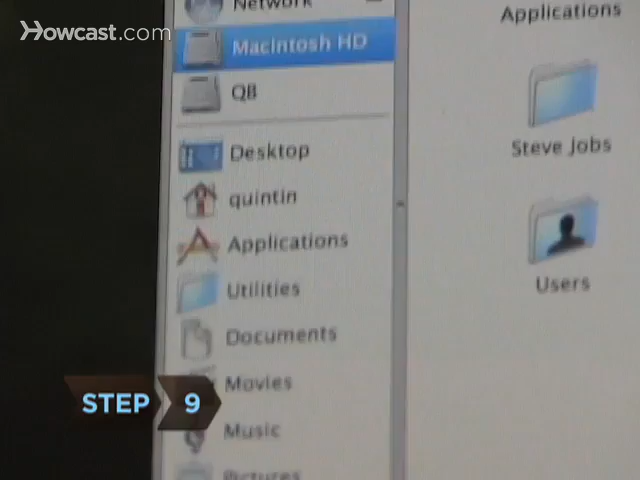 Howcast.com
Network
Macintosh HD
QB
Desktop
quintin
Applications
Utilities
Documents
Movies
Music
Pictures
Applications
Steve Jobs
Users
STEP 9